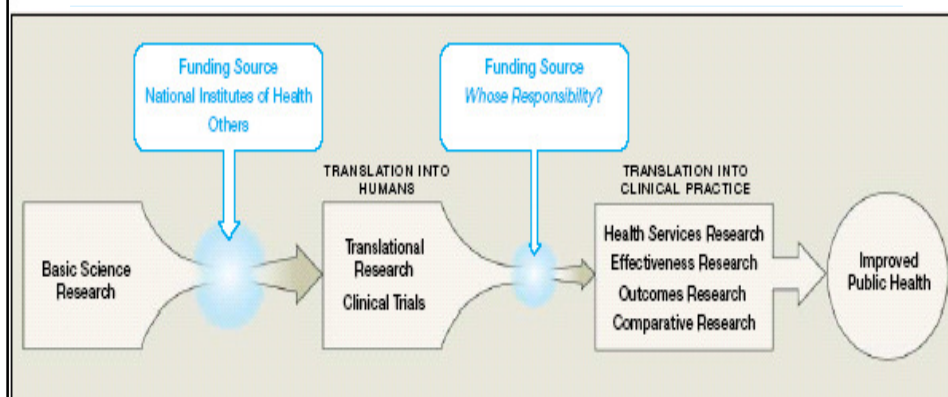 Funding Source
National Institutes of Health
Others
Funding Source
Whose Responsibility?
TRANSLATION INTO
HUMANS
TRANSLATION INTO
CLINICAL PRACTICE
Basic Science
Research
Translational
Research
Clinical Trials
Health Services Research
Effectiveness Research
Outcomes Research
Comparative Research
Improved
Public Health